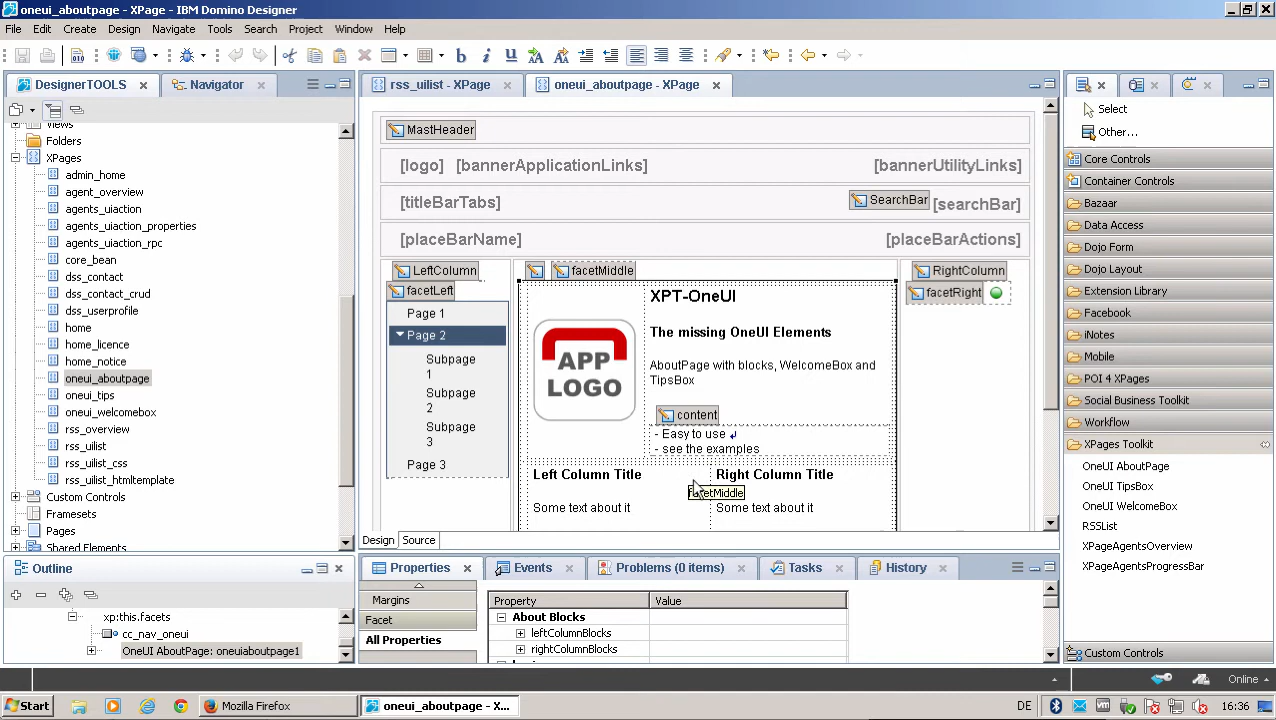 oneui_aboutpage - XPage - IBM Domino Designer
File Edit Create Design Navigate Tools Search Project Window Help
DesignerTOOLS Navigator
rss_uilist - XPage oneui_aboutpage - XPage
Views
Folders
XPages
admin_home
agent_overview
agents_uiaction
agents_uiaction_properties
agents_uiaction_rpc
core_bean
dss_contact
dss_contact_crud
dss_userprofile
home
home_licence
home_notice
oneui_aboutpage
oneui_tips
oneui_welcomebox
rss_overview
rss_uilist
rss_uilist_css
rss_uilist_htmltemplate
Custom Controls
Framesets
Pages
Shared Elements
Outline
xp:this.facets
cc_nav_oneui
OneUI AboutPage: oneuiaboutpage1
MastHeader
[logo] [bannerApplicationLinks] [bannerUtilityLinks]
[titleBarTabs] SearchBar [searchBar]
[placeBarName] [placeBarActions]
LeftColumn
facetLeft
Page 1
Page 2
Subpage
1
Subpage
2
Subpage
3
Page 3
facetMiddle
APP
LOGO
XPT-OneUI
The missing OneUI Elements
AboutPage with blocks, WelcomeBox and
TipsBox
content
- Easy to use
- see the examples
Left Column Title Right Column Title
facetMiddle
Some text about it Some text about it
RightColumn
facetRight
Design Source
Properties Events Problems (0 items) Tasks History
Margins
Facet
All Properties
Property Value
About Blocks
leftColumnBlocks
rightColumnBlocks
Select
Other...
Core Controls
Container Controls
Bazaar
Data Access
Dojo Form
Dojo Layout
Extension Library
Facebook
iNotes
Mobile
POI 4 XPages
Social Business Toolkit
Workflow
XPages Toolkit
OneUI AboutPage
OneUI TipsBox
OneUI WelcomeBox
RSSList
XPageAgentsOverview
XPageAgentsProgressBar
Custom Controls
Online
Start Mozilla Firefox oneui_aboutpage - X... DE 16:36